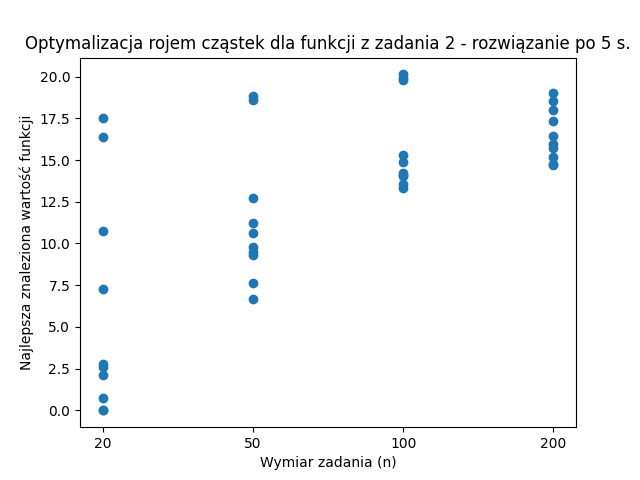 Optymalizacja rojem cząstek dla funkcji z zadania 2 - rozwiązanie po 5 s.
20.0
17.5
15.0
12.5
10.0
7.5
5.0
2.5
0.0
Najlepsza znaleziona wartość funkcji
20 50 100 200
Wymiar zadania (n)